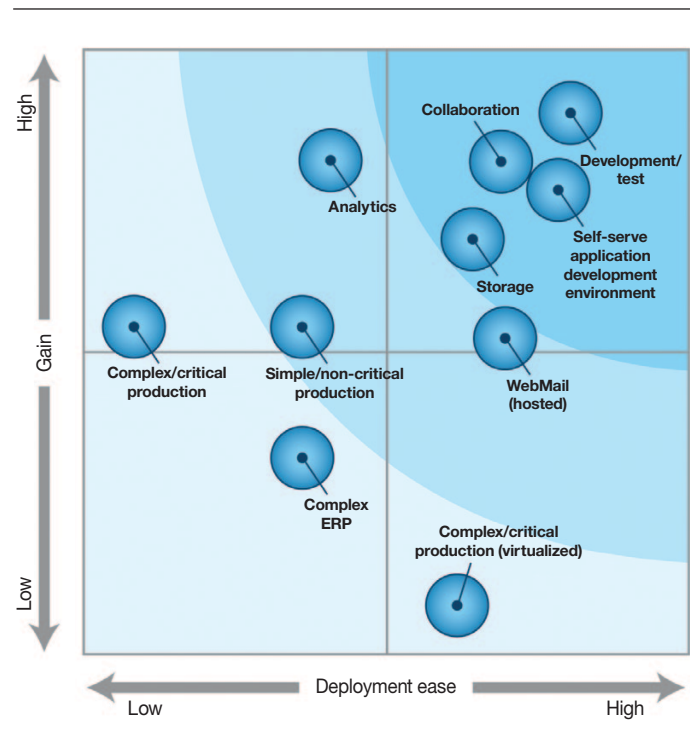 High
Collaboration
Development/
test
Analytics
Self-serve
application
development
environment
Storage
Gain
Complex/critical
production
Simple/non-critical
production
WebMail
(hosted)
Complex
ERP
Complex/critical
production (virtualized)
Low
Deployment ease
Low
High